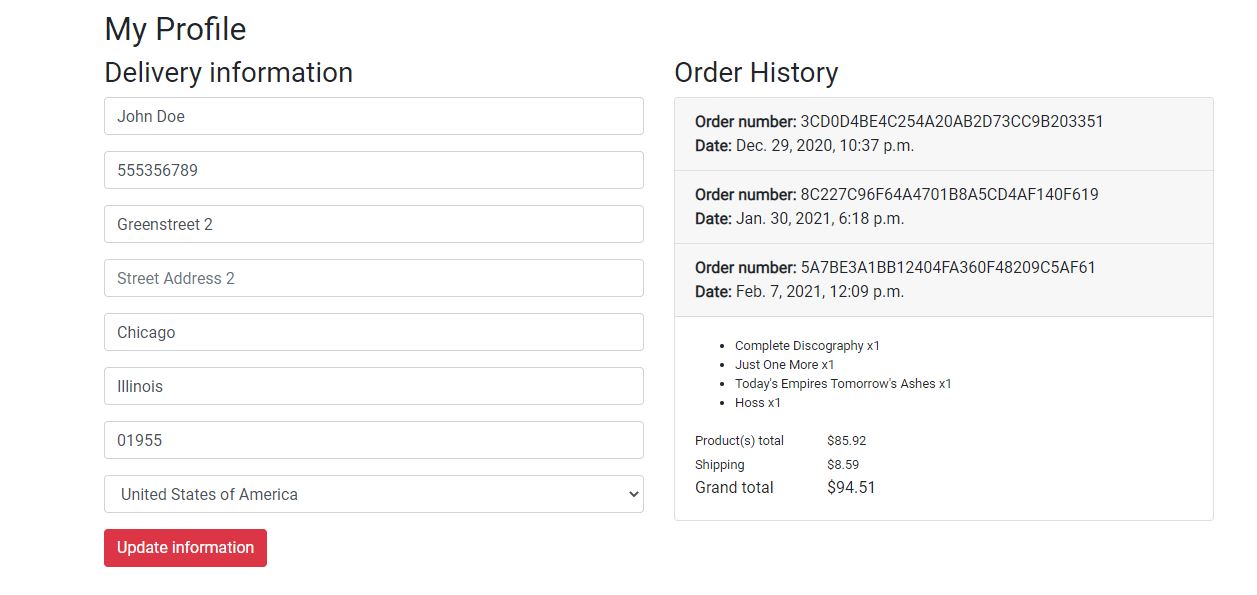 My Profile
Delivery information
John Doe
555356789
Greenstreet 2
Street Address 2
Chicago
Illinois
01955
United States of America
Update information
Order History
Order number: 3CD0D4BE4C254A20AB2D73CC9B203351
Date: Dec. 29, 2020, 10:37 p.m.
Order number: 8C227C96F64A4701B8A5CD4AF140F619
Date: Jan. 30, 2021, 6:18 p.m.
Order number: 5A7BE3A1BB12404FA360F48209C5AF61
Date: Feb. 7, 2021, 12:09 p.m.
Complete Discography x1
Just One More x1
Today's Empires Tomorrow's Ashes x1
Hoss x1
Product(s) total $85.92
Shipping $8.59
Grand total $94.51